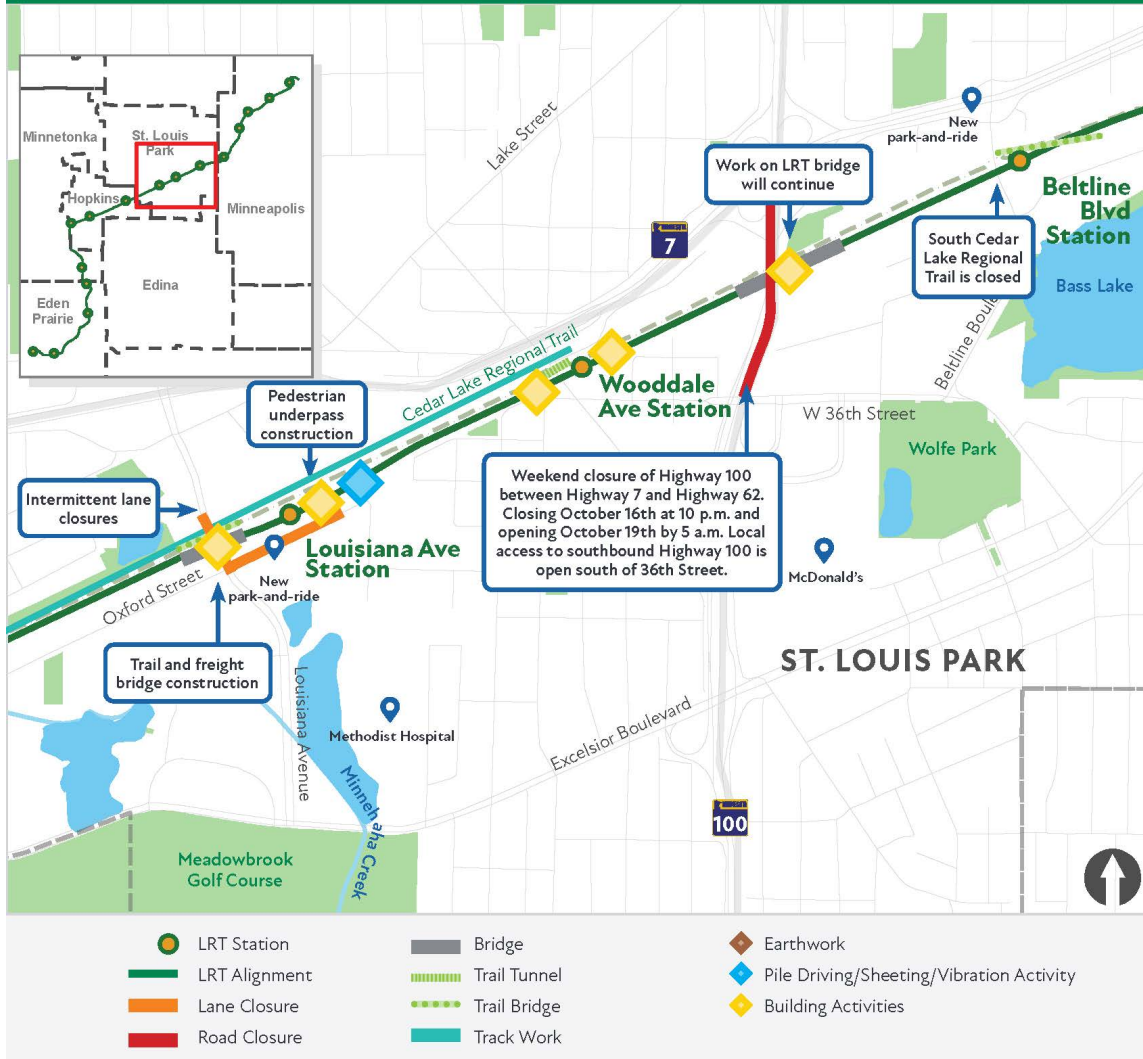 Minnetonka
St. Louis
Park
Hopkins
Minneapolis
Edina
Eden
Prairie
Lake Street
7
Work on LRT bridge
will continue
New
park-and-ride
Beltline
Blvd
Station
South Cedar
Lake Regional
Trail is closed
Bass Lake
Beltline Boule
Cedar Lake Regional Trail
Wooddale
Ave Station
W 36th Street
Wolfe Park
Pedestrian
underpass
construction
Intermittent lane
closures
Weekend closure of Highway 100
between Highway 7 and Highway 62.
Closing October 16th at 10 p.m. and
opening October 19th by 5 a.m. Local
access to southbound Highway 100 is
open south of 36th Street.
Louisiana Ave
Station
New
park-and-ride
Oxford Street
McDonald's
Trail and freight
bridge construction
ST. LOUIS PARK
Louisiana Avenue
Methodist Hospital
Excelsior Boulevard
Minnehaha Creek
100
Meadowbrook
Golf Course
LRT Station
LRT Alignment
Lane Closure
Road Closure
Bridge
Trail Tunnel
Trail Bridge
Track Work
Earthwork
Pile Driving/Sheeting/Vibration Activity
Building Activities